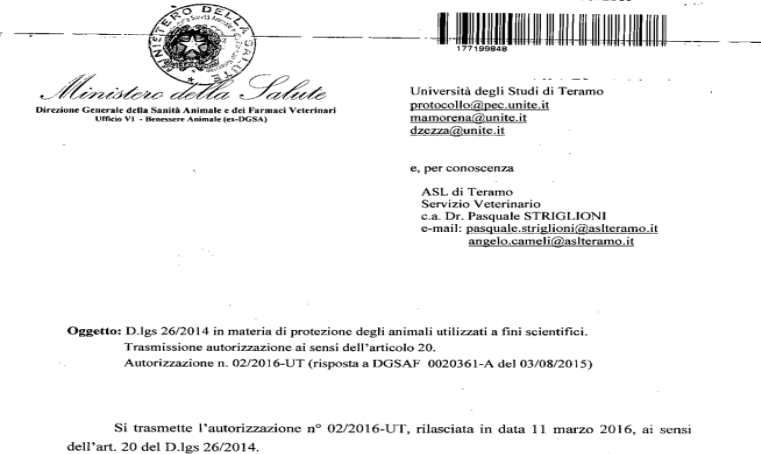 MINISTERO DELLA SALUTE
177199848
Ministero della Salute
Direzione Generale della Sanità Animale e dei Farmaci Veterinari
Ufficio VI - Benessere Animale (ex-DGSA)
Università degli Studi di Teramo
protocollo@pec.unite.it
mamorena@unite.it
dzezza@unite.it
e, per conoscenza
ASL di Teramo
Servizio Veterinario
c.a. Dr. Pasquale STRIGLIONI
e-mail: pasquale.striglioni@aslteramo.it
angelo.cameli@aslteramo.it
Oggetto: D.lgs 26/2014 in materia di protezione degli animali utilizzati a fini scientifici.
Trasmissione autorizzazione ai sensi dell'articolo 20.
Autorizzazione n. 02/2016-UT (risposta a DGSAF 0020361-A del 03/08/2015)
Si trasmette l'autorizzazione n° 02/2016-UT, rilasciata in data 11 marzo 2016, ai sensi
dell'art. 20 del D.lgs 26/2014.